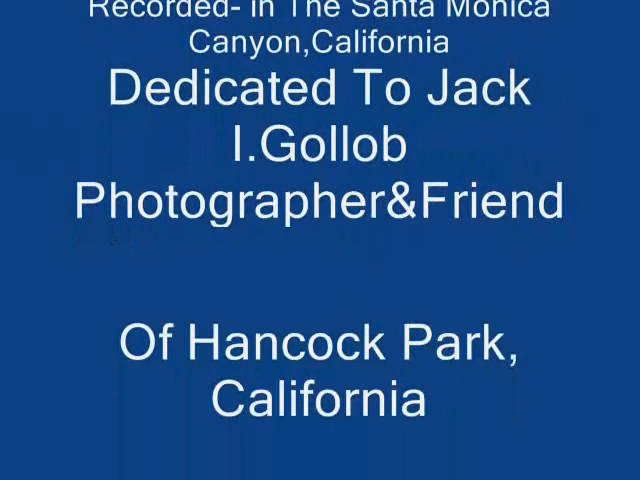 Recorded- in The Santa Monica
Canyon,California
Dedicated To Jack
I.Gollob
Photographer&Friend
Of Hancock Park,
California